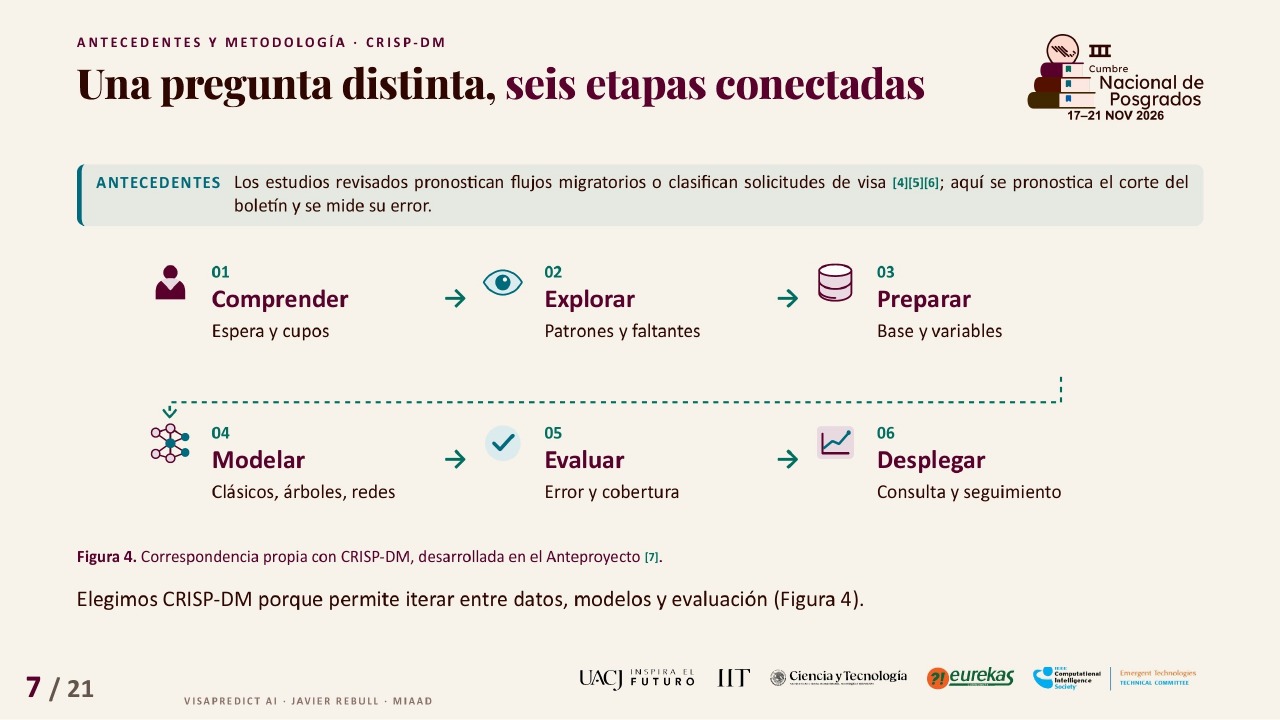 ANTECEDENTES Y METODOLOGÍA · CRISP-DM
Una pregunta distinta, seis etapas conectadas
III
Cumbre
Nacional de
Posgrados
17–21 NOV 2026
ANTECEDENTES Los estudios revisados pronostican flujos migratorios o clasifican solicitudes de visa [4][5][6]; aquí se pronostica el corte del
boletín y se mide su error.
01
Comprender
Espera y cupos
→
02
Explorar
Patrones y faltantes
→
03
Preparar
Base y variables
04
Modelar
Clásicos, árboles, redes
→
05
Evaluar
Error y cobertura
→
06
Desplegar
Consulta y seguimiento
Figura 4. Correspondencia propia con CRISP-DM, desarrollada en el Anteproyecto [7].
Elegimos CRISP-DM porque permite iterar entre datos, modelos y evaluación (Figura 4).
7 / 21
VISAPREDICT AI · JAVIER REBULL · MIAAD
UACJ INSPIRA EL
FUTURO
IIT
Ciencia y Tecnología
?! eurekas
IEEE
Computational
Intelligence
Society
Emergent Technologies
TECHNICAL COMMITTEE